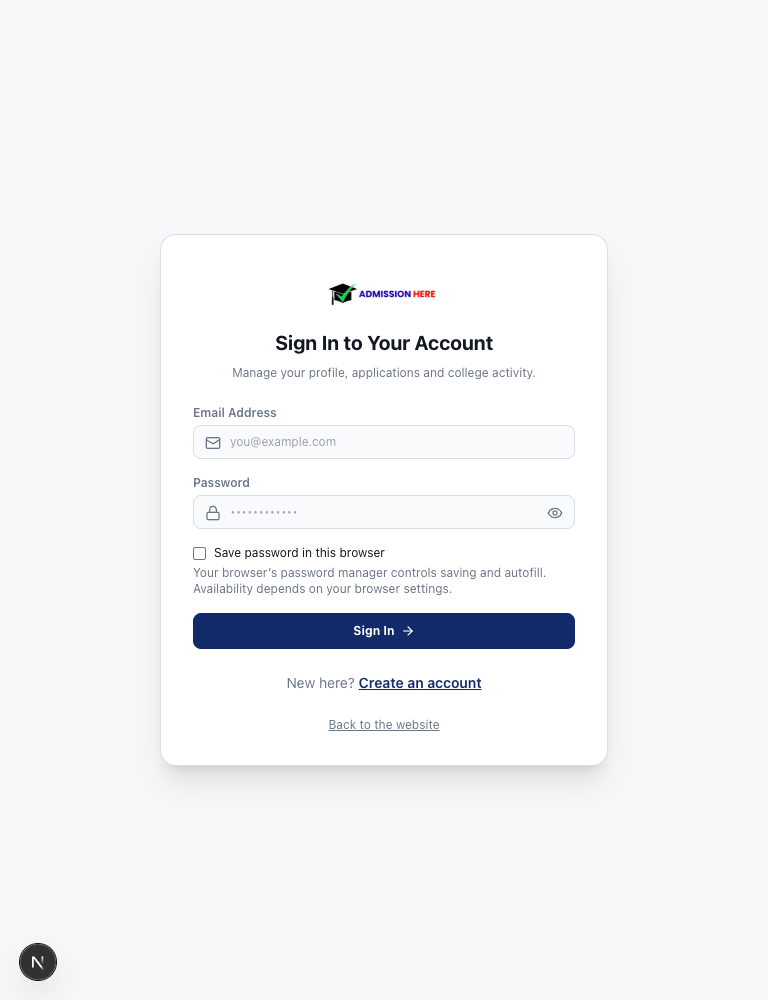 ADMISSION HERE
Sign In to Your Account
Manage your profile, applications and college activity.
Email Address
you@example.com
Password
••••••••••••
Save password in this browser
Your browser’s password manager controls saving and autofill.
Availability depends on your browser settings.
Sign In →
New here? Create an account
Back to the website
N